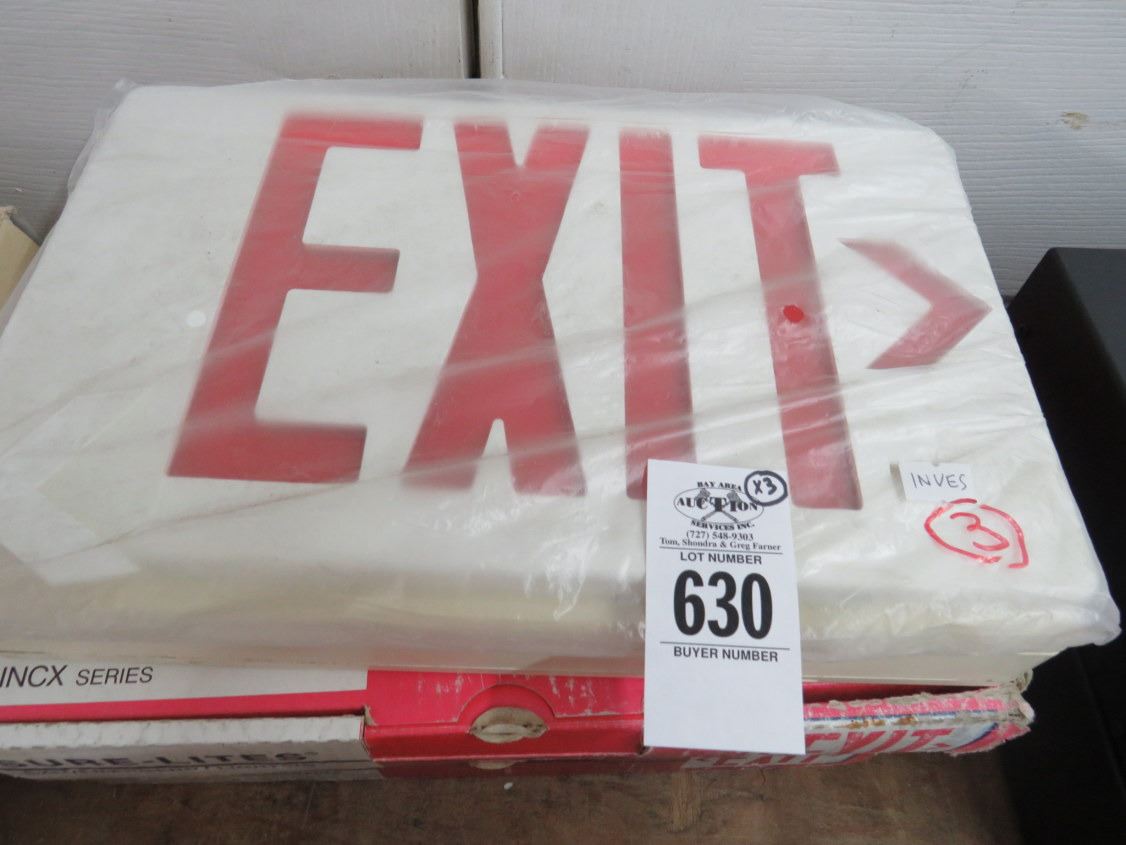 EXIT
INVES
3
x3
BAY AREA
AUCTION
SERVICES INC.
(727) 548-9303
Tom, Shondra & Greg Farner
LOT NUMBER
630
BUYER NUMBER
INCX SERIES
SURE-LITES
EXIT